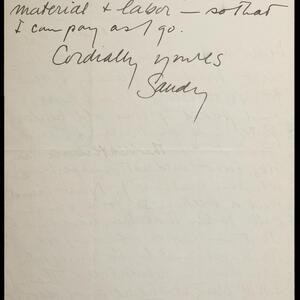 material & labor — so that
I can pay as I go.
Cordially yours
Sandy